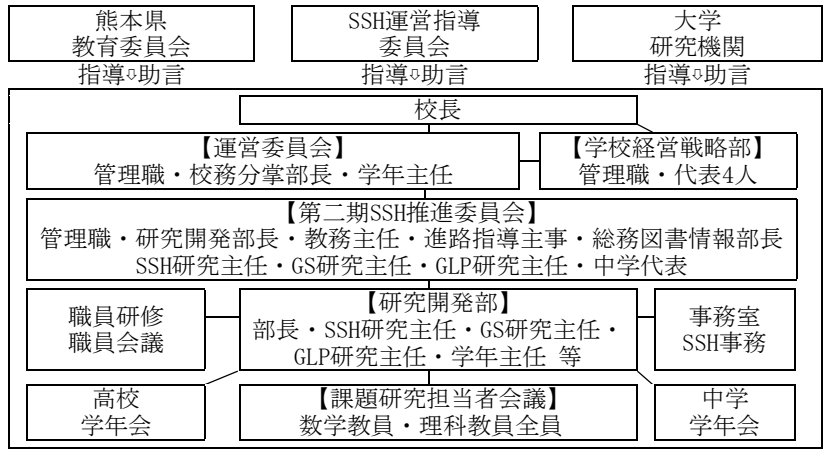 熊本県
教育委員会
SSH運営指導
委員会
大学
研究機関
指導⇩助言
指導⇩助言
指導⇩助言
校長
【運営委員会】
管理職・校務分掌部長・学年主任
【学校経営戦略部】
管理職・代表4人
【第二期SSH推進委員会】
管理職・研究開発部長・教務主任・進路指導主事・総務図書情報部長
SSH研究主任・GS研究主任・GLP研究主任・中学代表
職員研修
職員会議
【研究開発部】
部長・SSH研究主任・GS研究主任・
GLP研究主任・学年主任 等
事務室
SSH事務
高校
学年会
【課題研究担当者会議】
数学教員・理科教員全員
中学
学年会